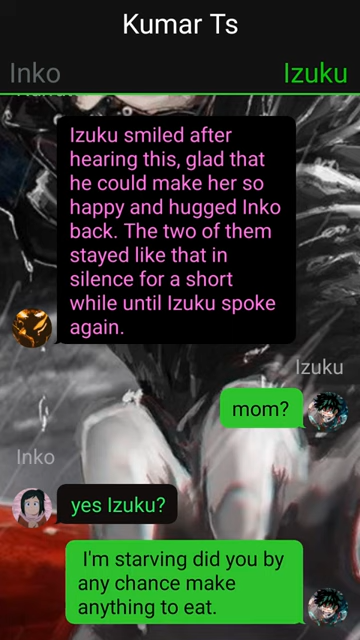 Kumar Ts
Inko
Izuku
Izuku smiled after
hearing this, glad that
he could make her so
happy and hugged Inko
back. The two of them
stayed like that in
silence for a short
while until Izuku spoke
again.
Izuku
mom?
Inko
yes Izuku?
I'm starving did you by
any chance make
anything to eat.